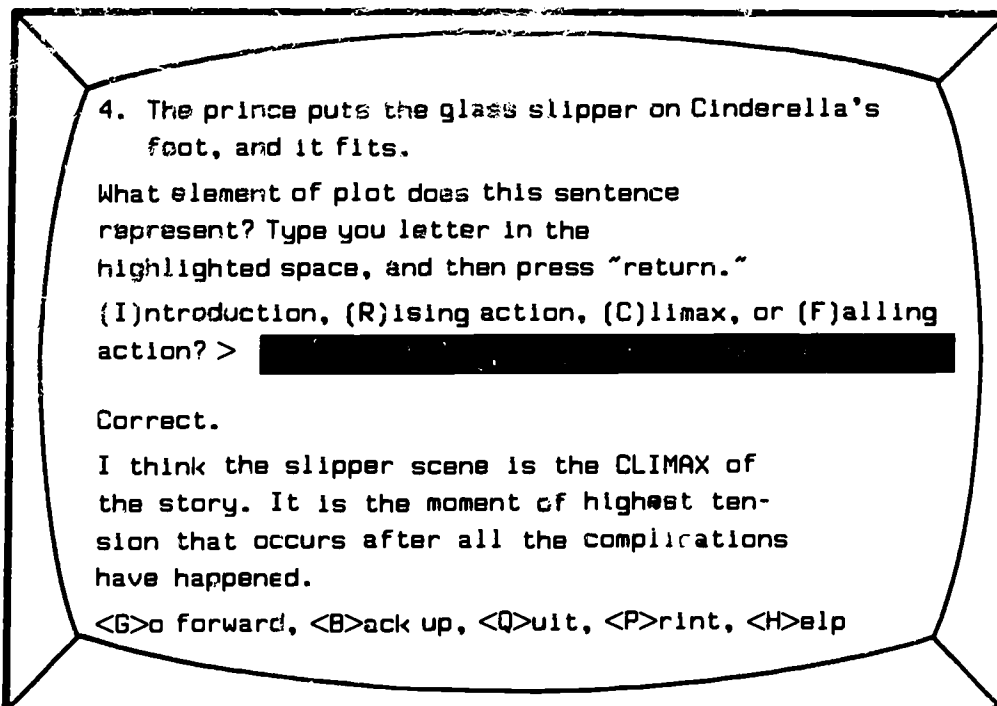 4. The prince puts the glass slipper on Cinderella's
foot, and it fits.
What element of plot does this sentence
represent? Type you letter in the
highlighted space, and then press "return."
(I)ntroduction, (R)ising action, (C)limax, or (F)alling
action? >
Correct.
I think the slipper scene is the CLIMAX of
the story. It is the moment of highest ten-
sion that occurs after all the complications
have happened.
<G>o forward, <B>ack up, <Q>uit, <P>rint, <H>elp